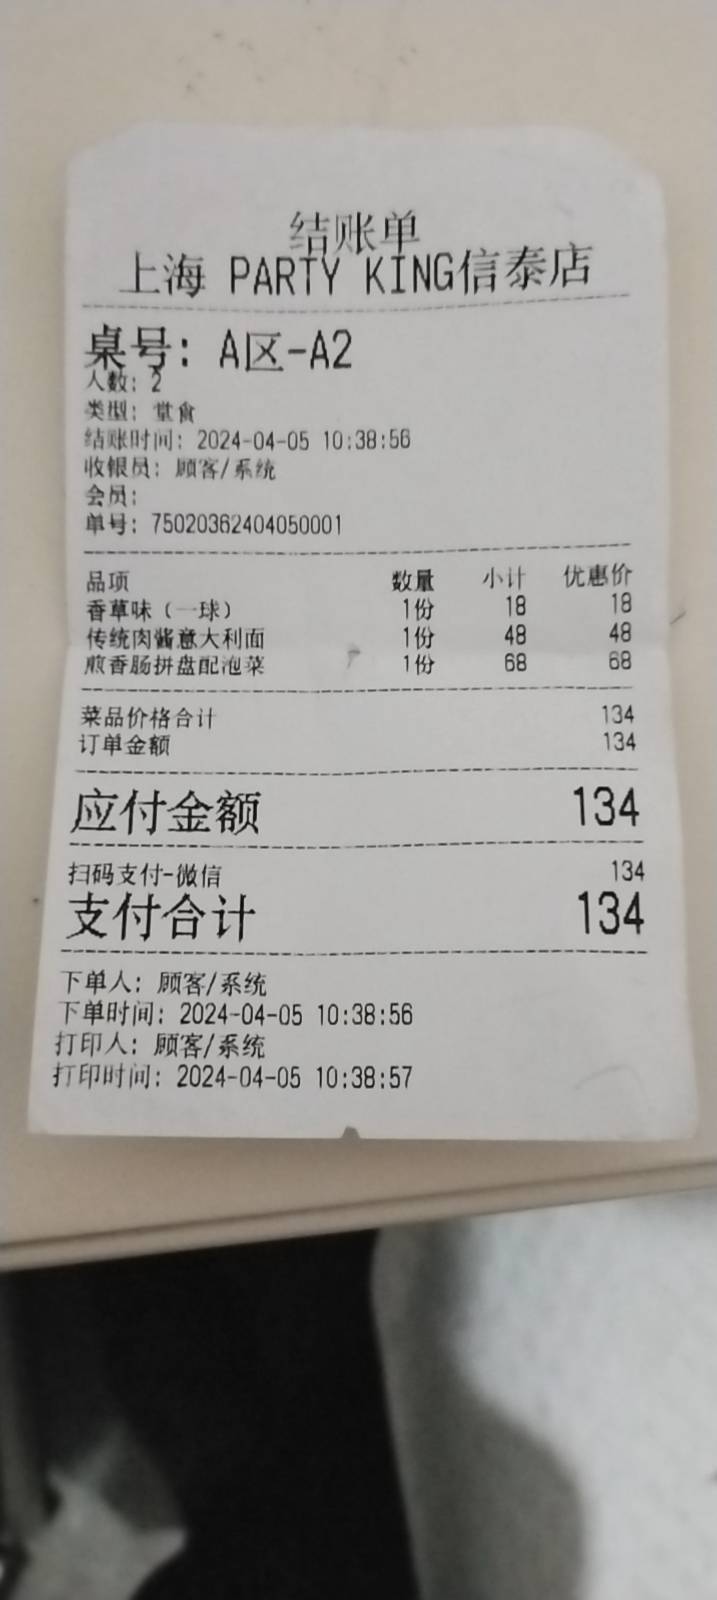 结账单
上海 PARTY KING信泰店
桌号: A区-A2
人数: 2
类型: 堂食
结账时间: 2024-04-05 10:38:56
收银员: 顾客/系统
会员:
单号: 75020362404050001
品项 数量 小计 优惠价
香草味（一球） 1份 18 18
传统肉酱意大利面 1份 48 48
煎香肠拼盘配泡菜 1份 68 68
菜品价格合计 134
订单金额 134
应付金额 134
扫码支付-微信 134
支付合计 134
下单人: 顾客/系统
下单时间: 2024-04-05 10:38:56
打印人: 顾客/系统
打印时间: 2024-04-05 10:38:57